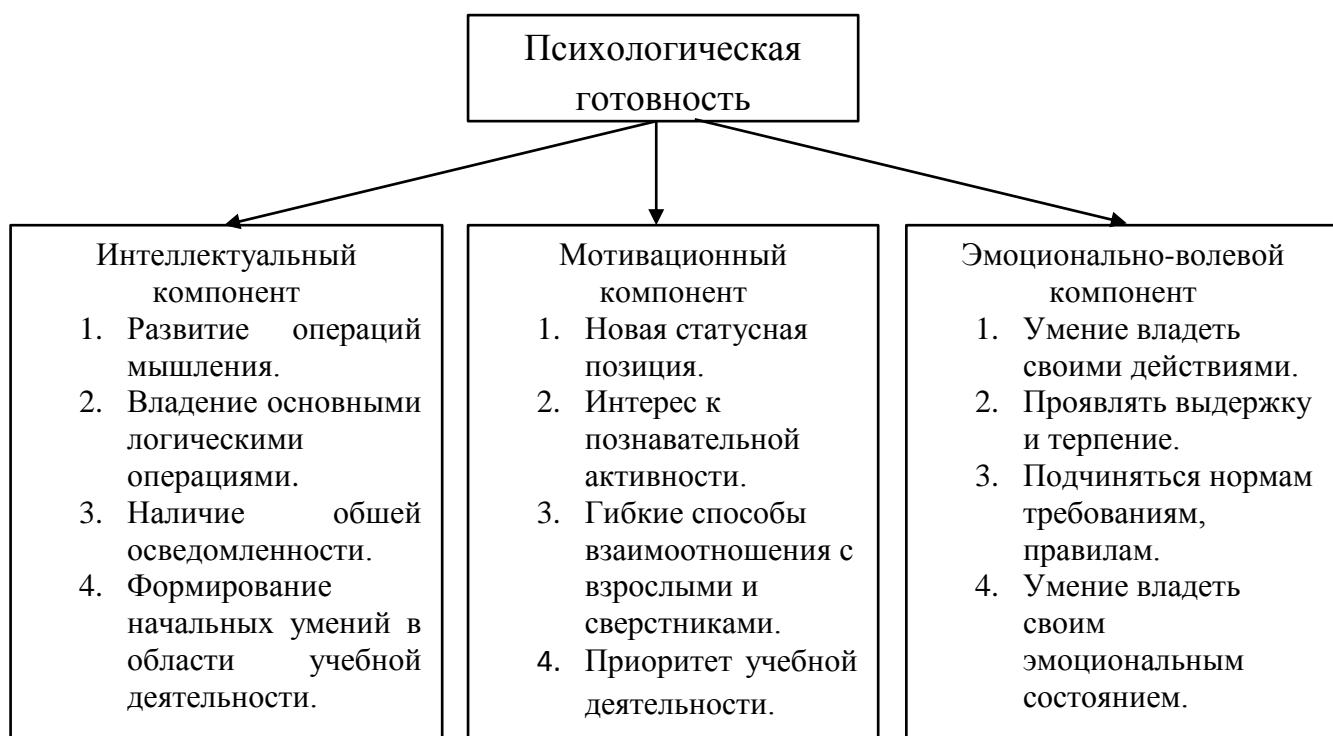 Психологическая
готовность
Интеллектуальный
компонент
1. Развитие операций
мышления.
2. Владение основными
логическими
операциями.
3. Наличие обшей
осведомленности.
4. Формирование
начальных умений в
области учебной
деятельности.
Мотивационный
компонент
1. Новая статусная
позиция.
2. Интерес к
познавательной
активности.
3. Гибкие способы
взаимоотношения с
взрослыми и
сверстниками.
4. Приоритет учебной
деятельности.
Эмоционально-волевой
компонент
1. Умение владеть
своими действиями.
2. Проявлять выдержку
и терпение.
3. Подчиняться нормам
требованиям,
правилам.
4. Умение владеть
своим
эмоциональным
состоянием.